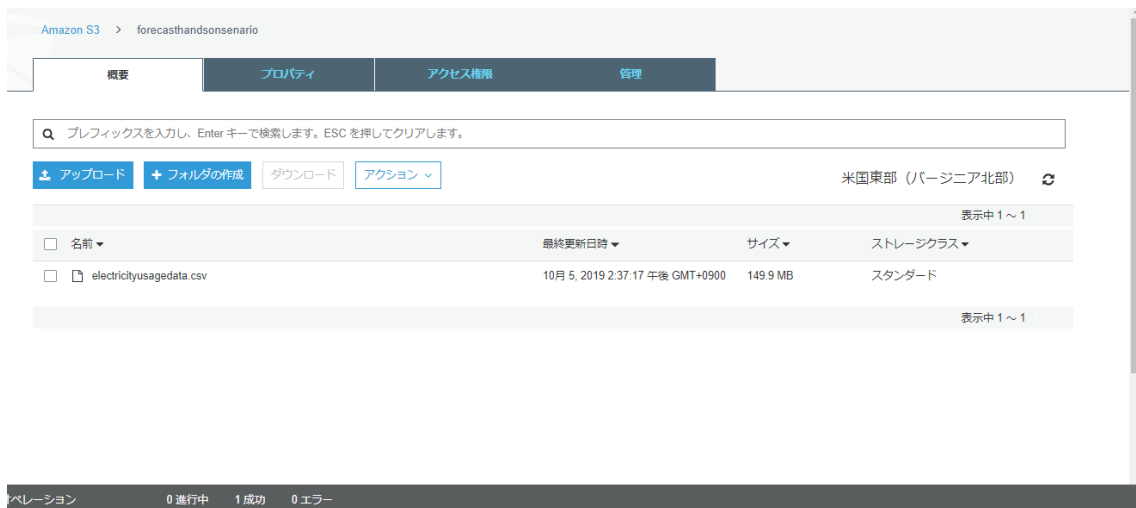 Amazon S3 > forecasthandsonsenario
概要 プロパティ アクセス権限 管理
プレフィックスを入力し、Enter キーで検索します。ESC を押してクリアします。
アップロード + フォルダの作成 ダウンロード アクション
米国東部（バージニア北部）
表示中 1 ～ 1
名前 最終更新日時 サイズ ストレージクラス
electricityusagedata.csv 10月 5, 2019 2:37:17 午後 GMT+0900 149.9 MB スタンダード
表示中 1 ～ 1
ペレーション 0 進行中 1 成功 0 エラー